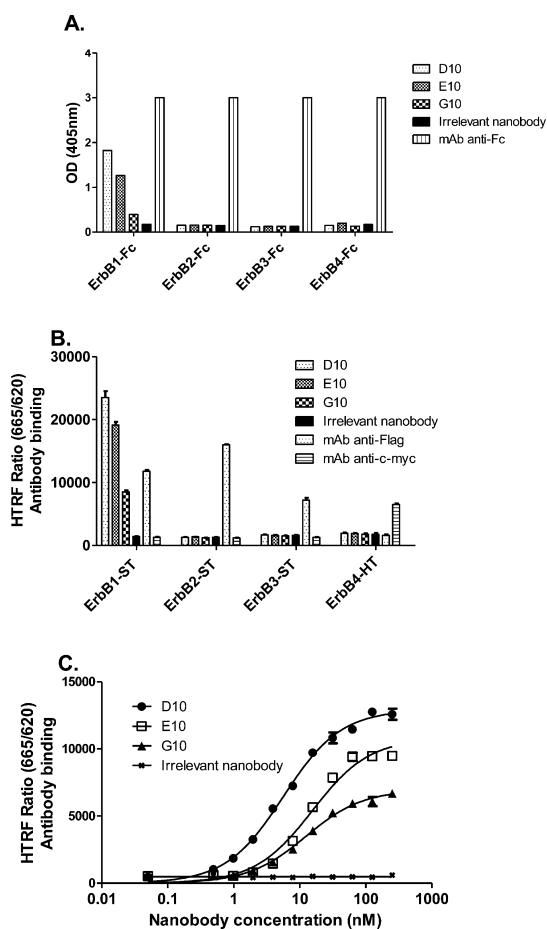 A.
OD (405nm)
4
3
2
1
0
ErbB1-Fc
ErbB2-Fc
ErbB3-Fc
ErbB4-Fc
D10
E10
G10
Irrelevant nanobody
mAb anti-Fc
B.
HTRF Ratio (665/620)
Antibody binding
30000
20000
10000
0
ErbB1-ST
ErbB2-ST
ErbB3-ST
ErbB4-HT
D10
E10
G10
Irrelevant nanobody
mAb anti-Flag
mAb anti-c-myc
C.
HTRF Ratio (665/620)
Antibody binding
15000
10000
5000
0
D10
E10
G10
Irrelevant nanobody
0.01
0.1
1
10
100
1000
Nanobody concentration (nM)